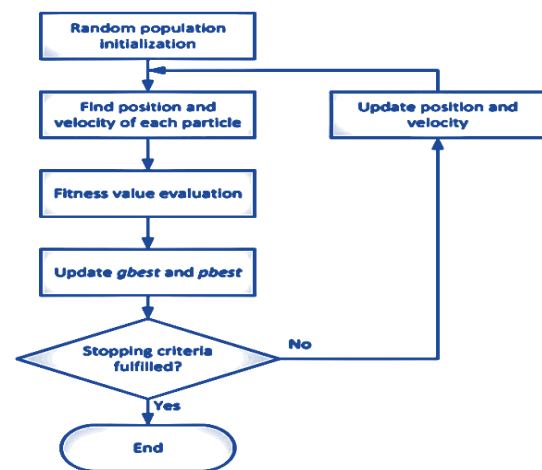 Random population
initialization
Find position and
velocity of each particle
Update position and
velocity
Fitness value evaluation
Update gbest and pbest
Stopping criteria
fulfilled?
No
Yes
End